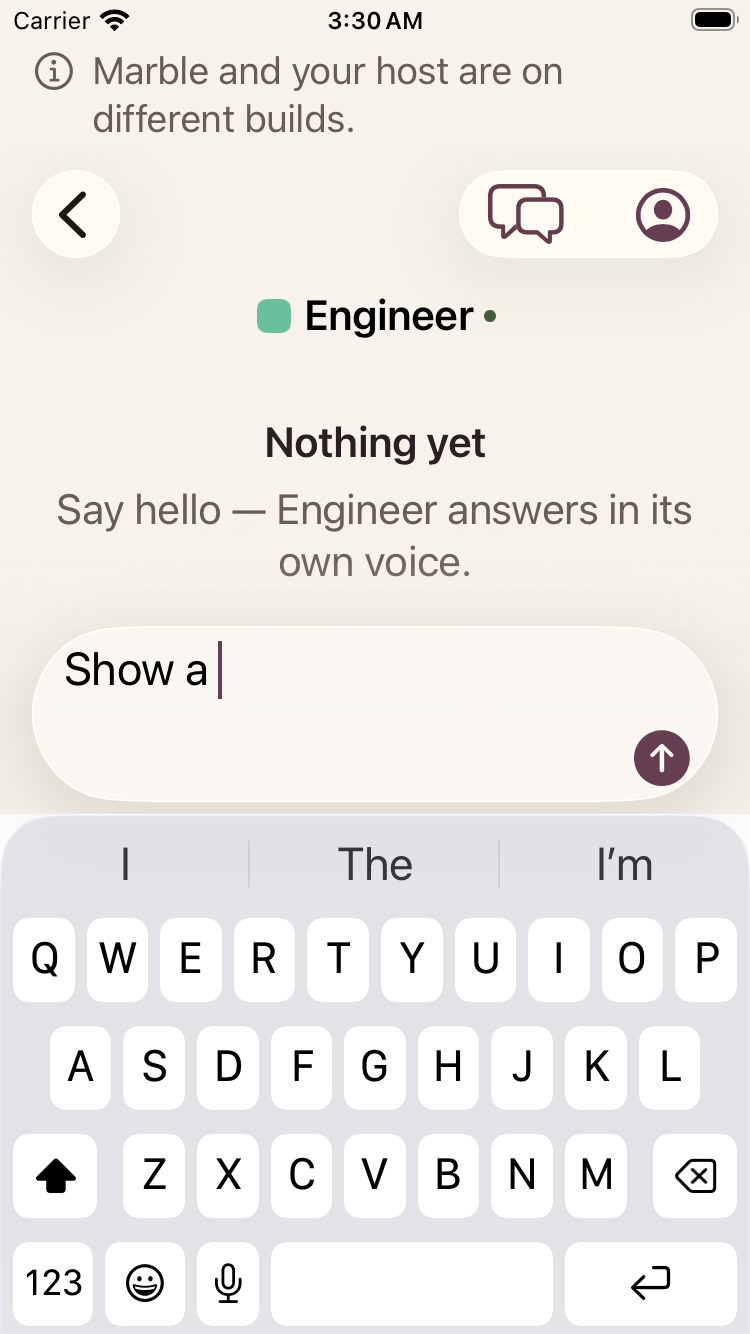 Carrier 3:30 AM
Marble and your host are on
different builds.
Engineer
Nothing yet
Say hello — Engineer answers in its
own voice.
Show a
I The I’m
Q W E R T Y U I O P
A S D F G H J K L
Z X C V B N M
123